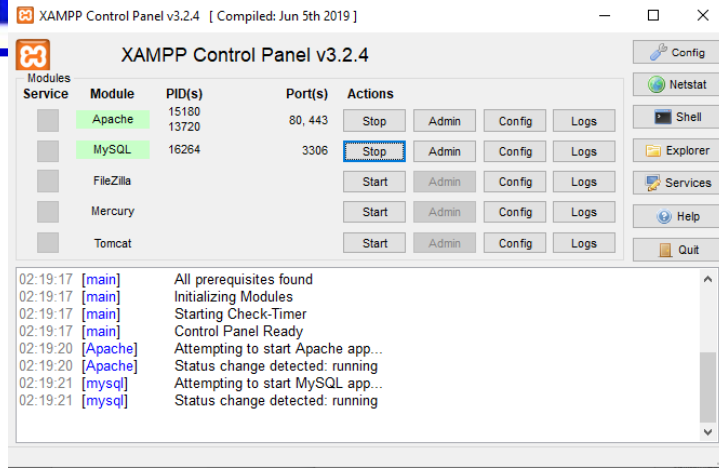 XAMPP Control Panel v3.2.4 [ Compiled: Jun 5th 2019 ]
XAMPP Control Panel v3.2.4
Config
Modules
Service Module PID(s) Port(s) Actions
Netstat
Apache 15180 13720 80, 443 Stop Admin Config Logs
Shell
MySQL 16264 3306 Stop Admin Config Logs
Explorer
FileZilla Start Admin Config Logs
Services
Mercury Start Admin Config Logs
Help
Tomcat Start Admin Config Logs
Quit
02:19:17 [main] All prerequisites found
02:19:17 [main] Initializing Modules
02:19:17 [main] Starting Check-Timer
02:19:17 [main] Control Panel Ready
02:19:20 [Apache] Attempting to start Apache app...
02:19:20 [Apache] Status change detected: running
02:19:21 [mysql] Attempting to start MySQL app...
02:19:21 [mysql] Status change detected: running